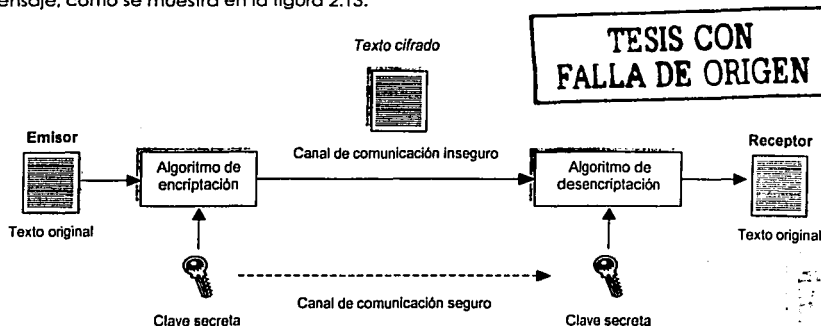 ensaje, como se muestra en la figura 2.13.
TESIS CON
FALLA DE ORIGEN
Texto cifrado
Emisor
Algoritmo de
encriptación
Canal de comunicación inseguro
Algoritmo de
desencriptación
Receptor
Texto original
Texto original
Canal de comunicación seguro
Clave secreta
Clave secreta